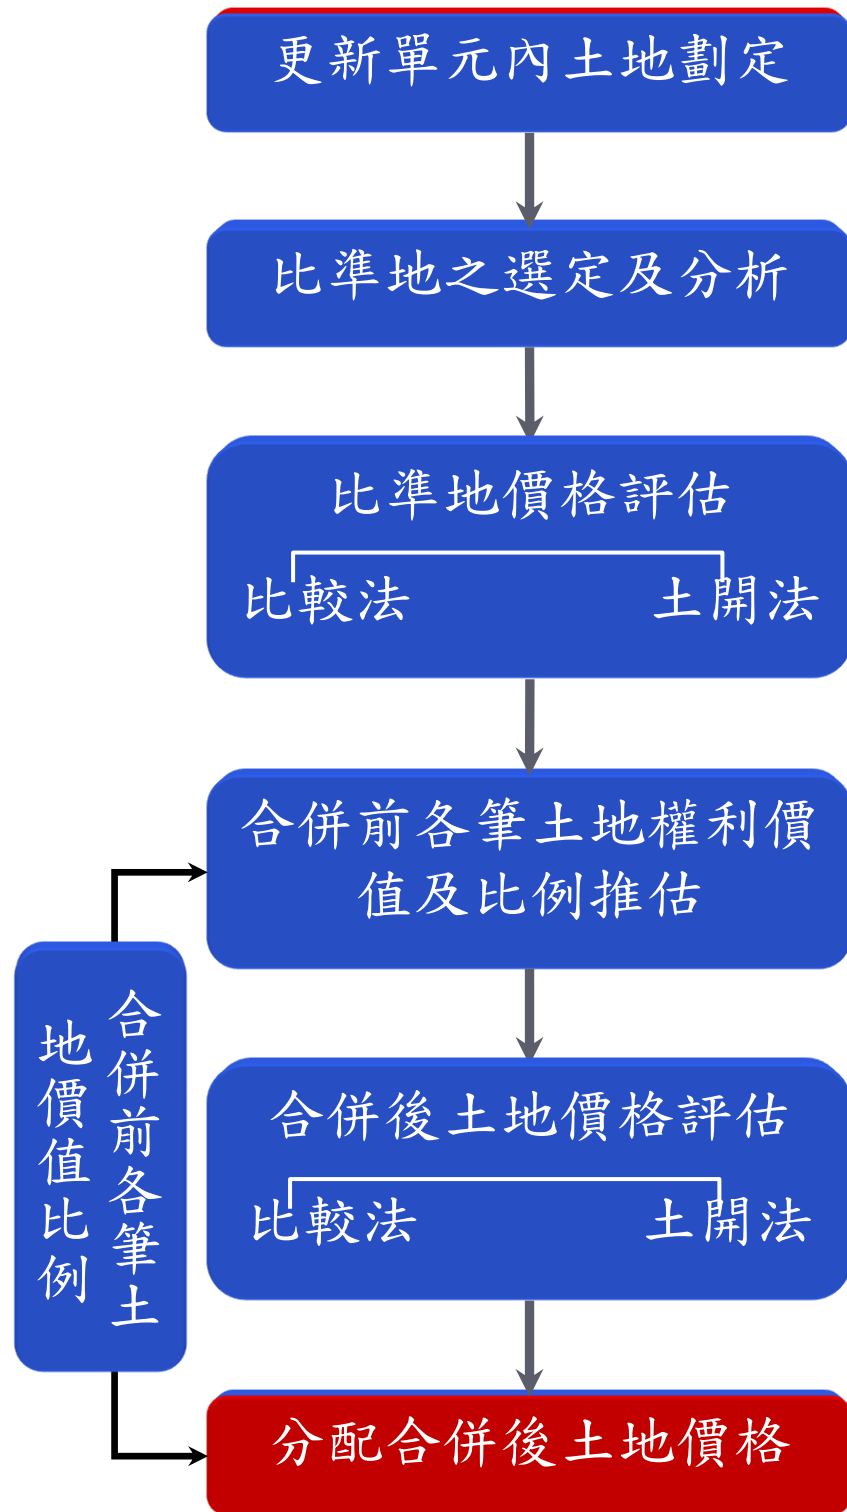 更新單元內土地劃定
比準地之選定及分析
比準地價格評估
比較法
土開法
合併前各筆土地權利價
值及比例推估
合併前各筆土
地價值比例
合併後土地價格評估
比較法
土開法
分配合併後土地價格